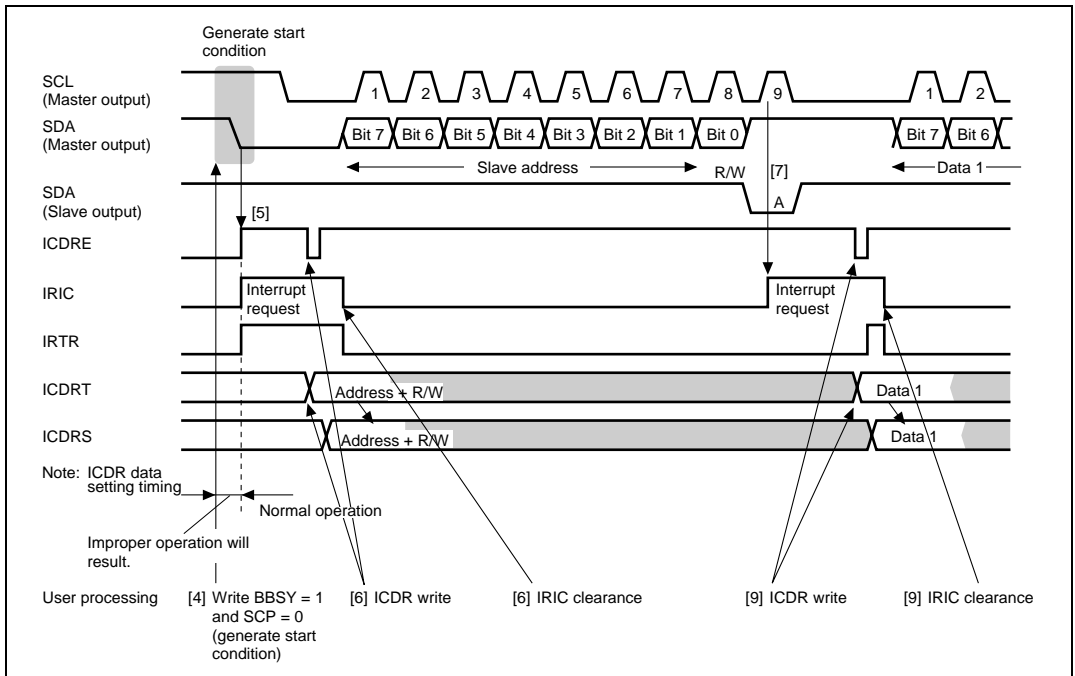 Generate start
condition
SCL
(Master output)
1 2 3 4 5 6 7 8 9 1 2
SDA
(Master output)
Bit 7 Bit 6 Bit 5 Bit 4 Bit 3 Bit 2 Bit 1 Bit 0 Bit 7 Bit 6
Slave address R/W [7] Data 1
SDA
(Slave output)
A
[5]
ICDRE
IRIC
Interrupt
request
Interrupt
request
IRTR
ICDRT
Address + R/W Data 1
ICDRS
Address + R/W Data 1
Note: ICDR data
setting timing
Normal operation
Improper operation will
result.
User processing [4] Write BBSY = 1
and SCP = 0
(generate start
condition)
[6] ICDR write [6] IRIC clearance [9] ICDR write [9] IRIC clearance